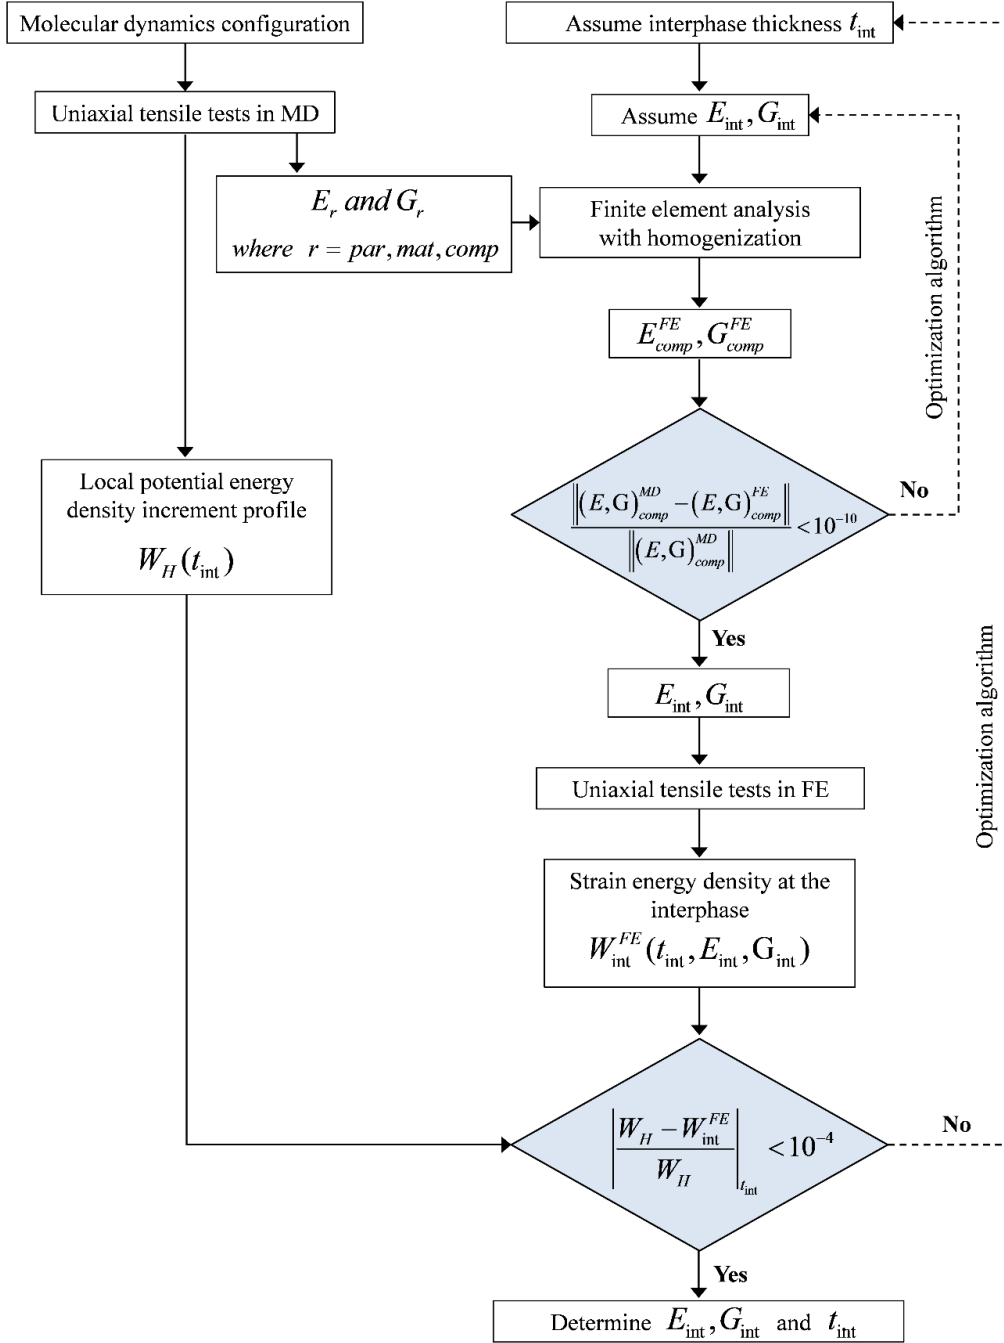 Molecular dynamics configuration
Uniaxial tensile tests in MD
E_r and G_r
where r = par, mat, comp
Local potential energy
density increment profile
W_H(t_int)
Assume interphase thickness t_int
Assume E_int, G_int
Finite element analysis
with homogenization
E_comp^FE, G_comp^FE
‖(E,G)_comp^MD − (E,G)_comp^FE‖ / ‖(E,G)_comp^MD‖ < 10^−10
No
Optimization algorithm
Yes
E_int, G_int
Uniaxial tensile tests in FE
Strain energy density at the
interphase
W_int^FE(t_int, E_int, G_int)
|(W_H − W_int^FE) / W_H|_t_int < 10^−4
No
Optimization algorithm
Yes
Determine E_int, G_int and t_int